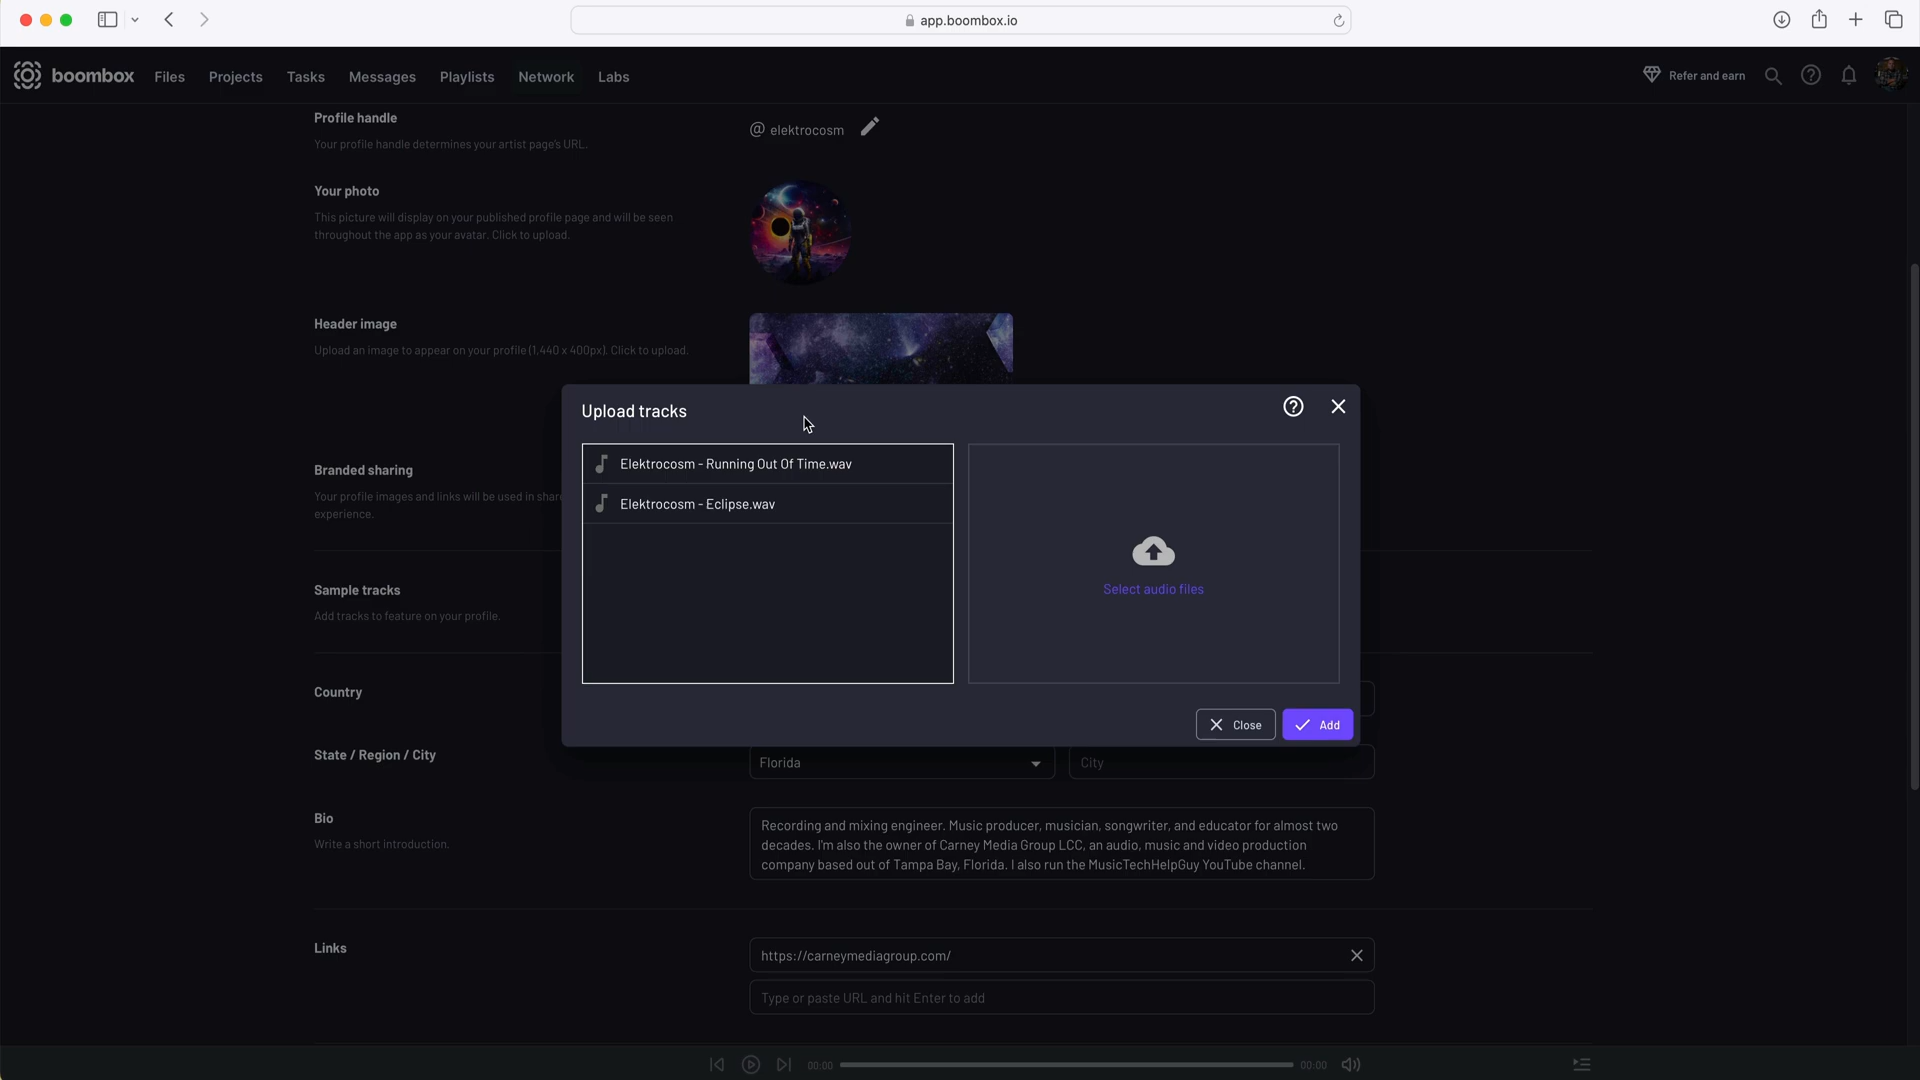 app.boombox.io
boombox Files Projects Tasks Messages Playlists Network Labs Refer and earn
Profile handle
Your profile handle determines your artist page's URL.
@ elektrocosm
Your photo
This picture will display on your published profile page and will be seen
throughout the app as your avatar. Click to upload.
Header image
Upload an image to appear on your profile (1,440 x 400px). Click to upload.
Upload tracks
Elektrocosm - Running Out Of Time.wav
Elektrocosm - Eclipse.wav
Select audio files
Close
Add
Branded sharing
Your profile images and links will be used in shar
experience.
Sample tracks
Add tracks to feature on your profile.
Country
State / Region / City
Florida
City
Bio
Write a short introduction.
Recording and mixing engineer. Music producer, musician, songwriter, and educator for almost two
decades. I'm also the owner of Carney Media Group LCC, an audio, music and video production
company based out of Tampa Bay, Florida. I also run the MusicTechHelpGuy YouTube channel.
Links
https://carneymediagroup.com/
Type or paste URL and hit Enter to add
00:00
00:00